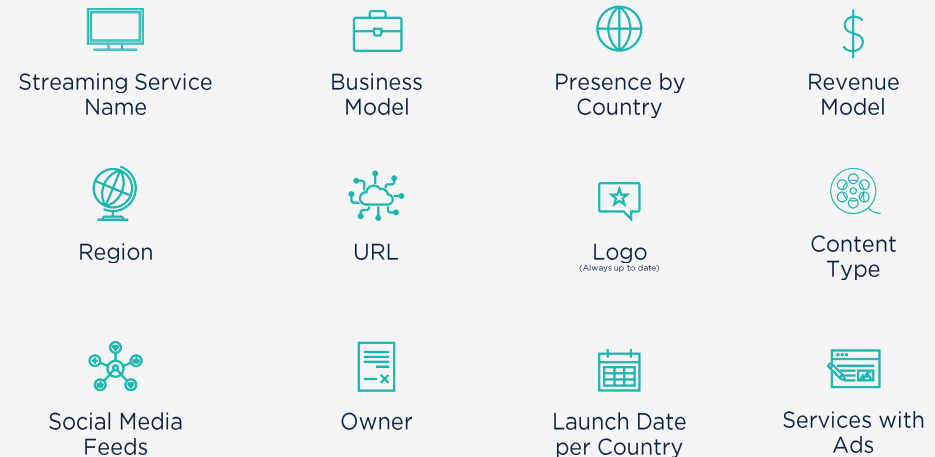 Streaming Service
Name
Business
Model
Presence by
Country
Revenue
Model
Region
URL
Logo
(Always up to date)
Content
Type
Social Media
Feeds
Owner
Launch Date
per Country
Services with
Ads